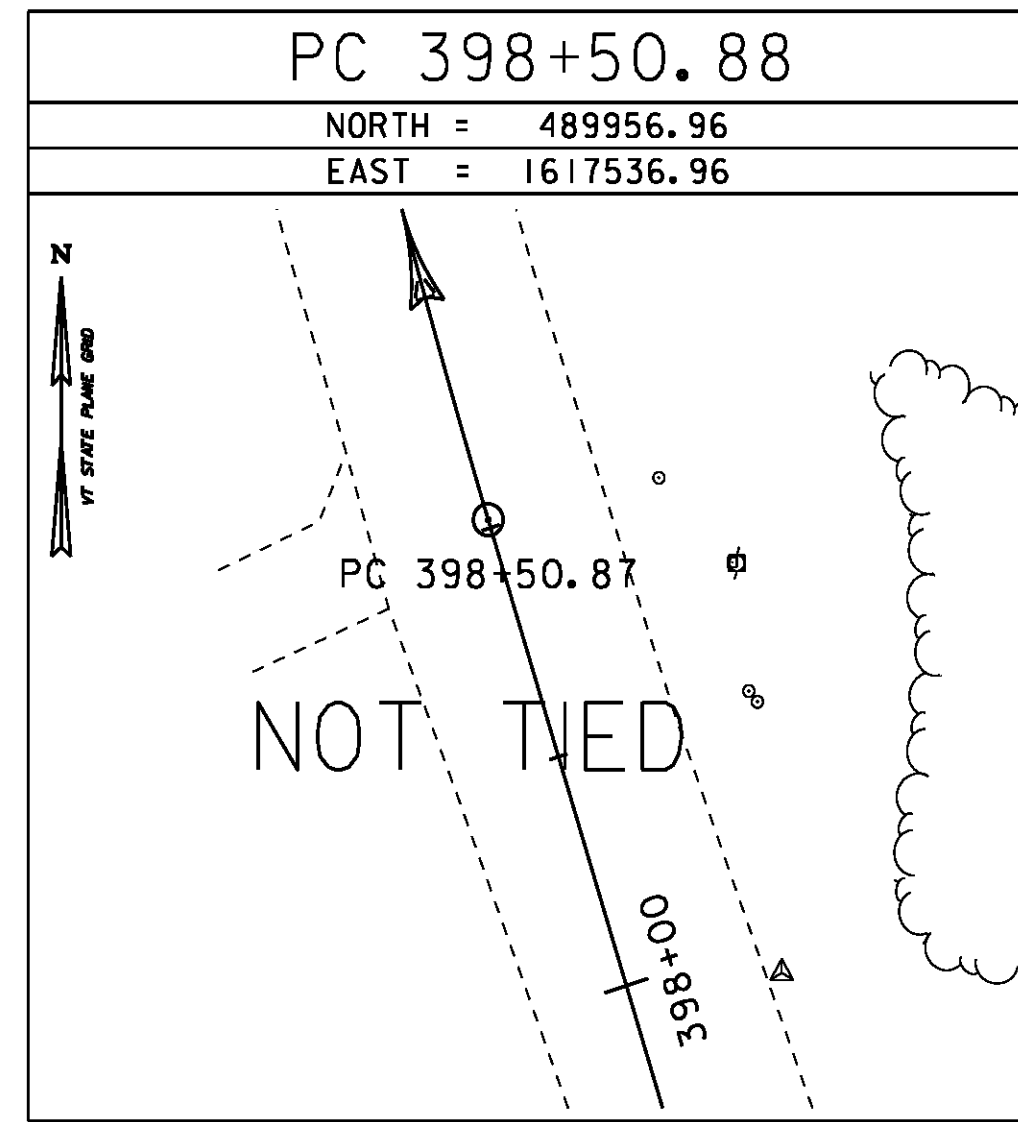 PC 398+50.88
NORTH = 489956.96
EAST = 1617536.96
N
VT STATE PLANE GRID
PC 398+50.87
NOT TIED
398+00